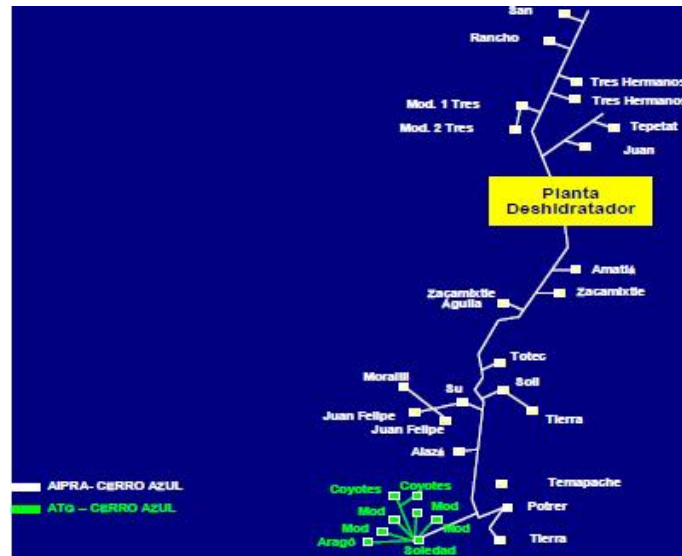 San
Rancho
Tres Hermanos
Tres Hermanos
Mod. 1 Tres
Mod. 2 Tres
Tepetat
Juan
Planta
Deshidratador
Amatlá
Zacamixtle
Zacamixtle
Águila
Totec
Moralill
Soll
Su
Juan Felipe
Juan Felipe
Tierra
Alazá
Temapache
AIPRA- CERRO AZUL
Coyotes
Coyotes
Potrer
ATG – CERRO AZUL
Mod
Mod
Mod
Mod
Aragó
Soledad
Tierra